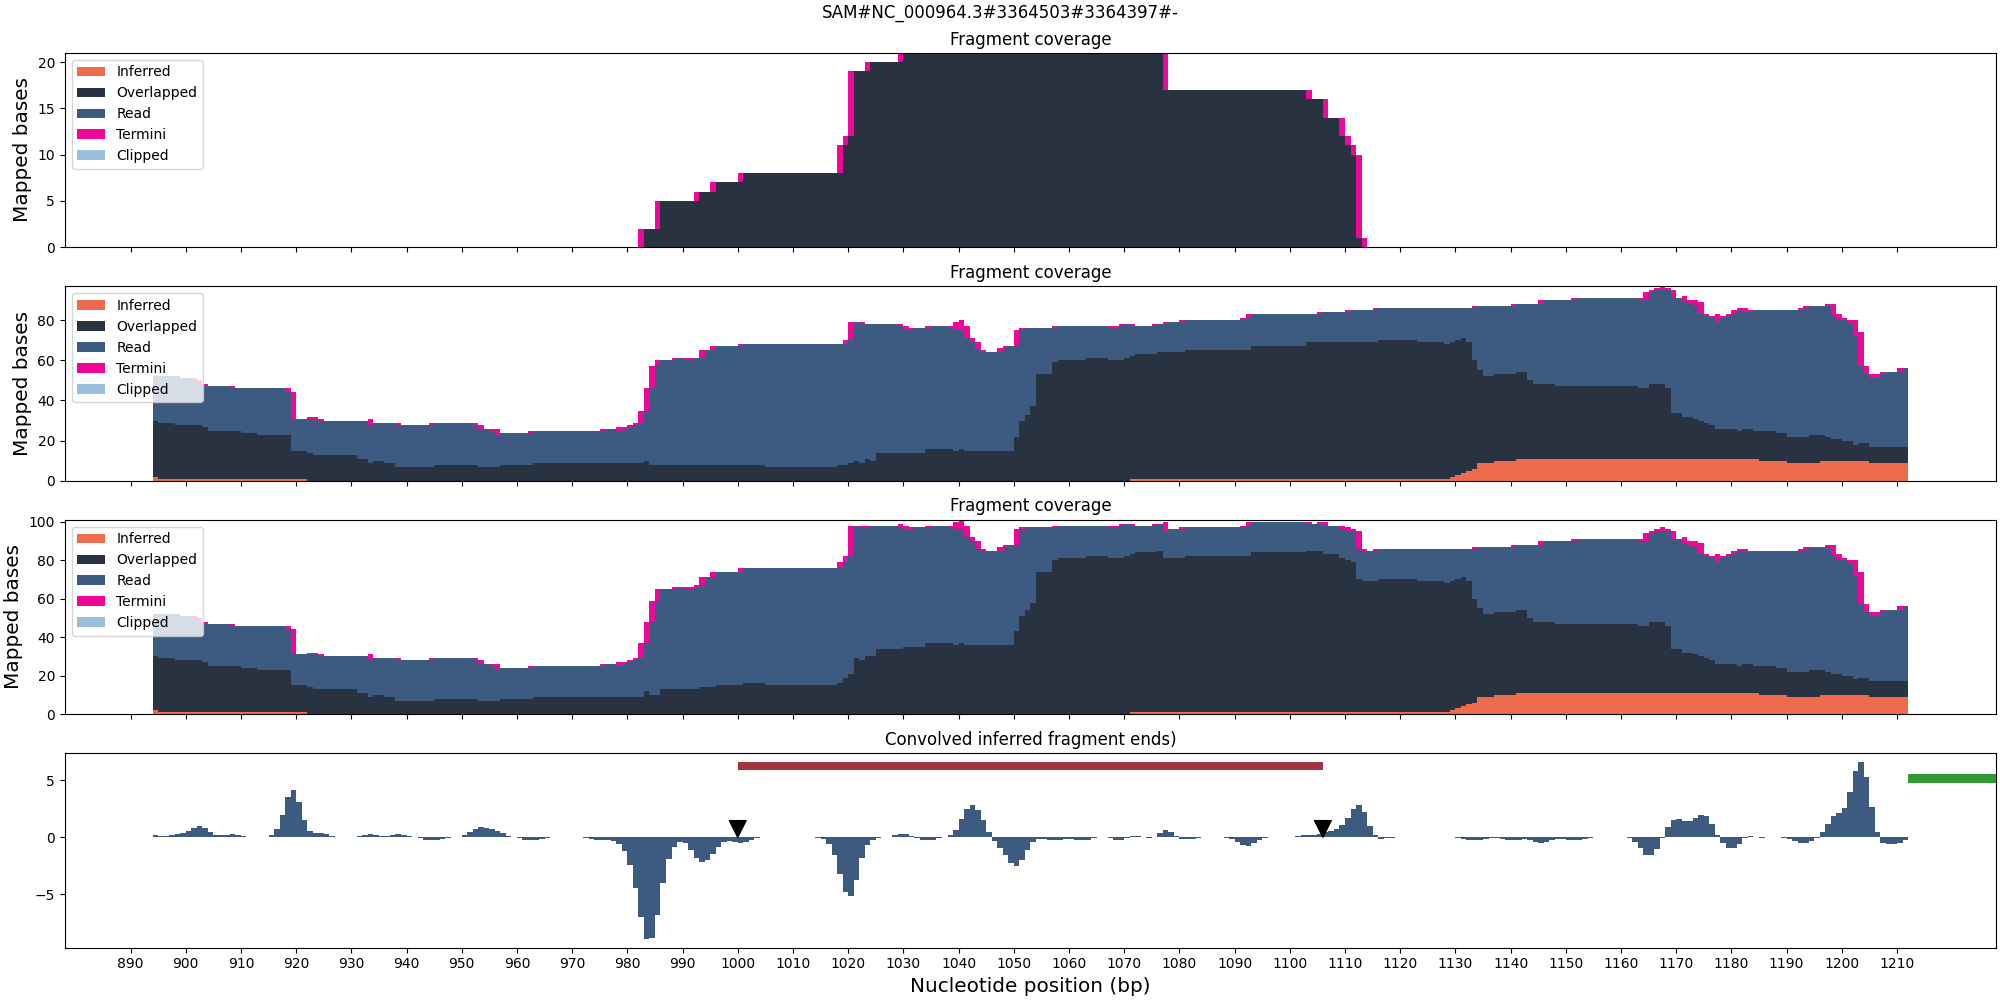 SAM#NC_000964.3#3364503#3364397#-
Fragment coverage
Mapped bases
20
15
10
5
0
Inferred
Overlapped
Read
Termini
Clipped
Fragment coverage
Mapped bases
80
60
40
20
0
Inferred
Overlapped
Read
Termini
Clipped
Fragment coverage
Mapped bases
100
80
60
40
20
0
Inferred
Overlapped
Read
Termini
Clipped
Convolved inferred fragment ends)
5
0
−5
890 900 910 920 930 940 950 960 970 980 990 1000 1010 1020 1030 1040 1050 1060 1070 1080 1090 1100 1110 1120 1130 1140 1150 1160 1170 1180 1190 1200 1210
Nucleotide position (bp)